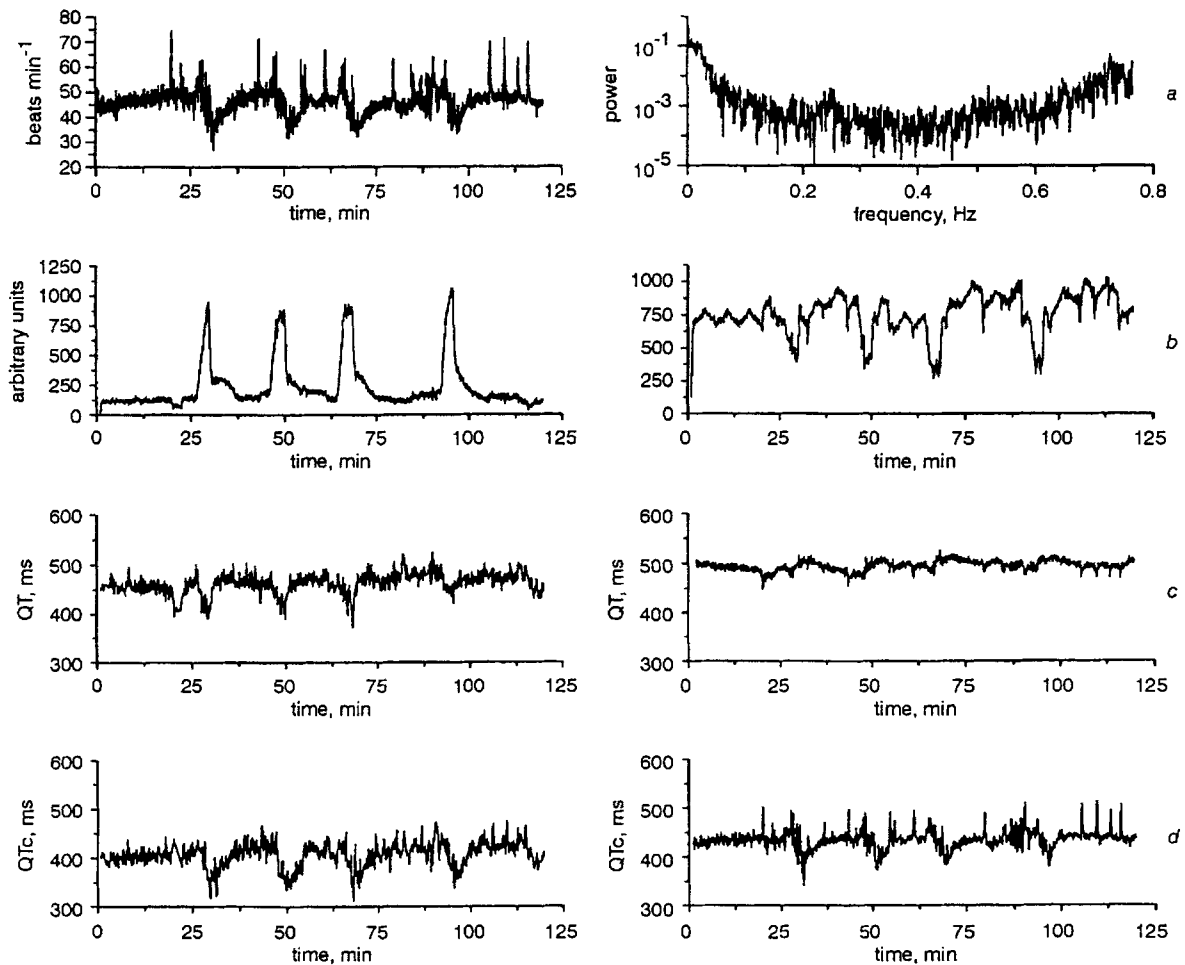 80
70
60
50
40
30
20
beats min⁻¹
0 25 50 75 100 125
time, min
10⁻¹
10⁻³
10⁻⁵
power
0 0.2 0.4 0.6 0.8
frequency, Hz
a
1250
1000
750
500
250
0
arbitrary units
0 25 50 75 100 125
time, min
1000
750
500
250
0
0 25 50 75 100 125
time, min
b
600
500
400
300
QT, ms
0 25 50 75 100 125
time, min
600
500
400
300
QT, ms
0 25 50 75 100 125
time, min
c
600
500
400
300
QTc, ms
0 25 50 75 100 125
time, min
600
500
400
300
QTc, ms
0 25 50 75 100 125
time, min
d